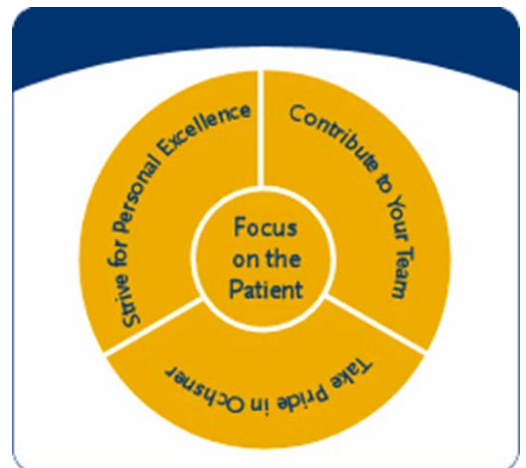 Strive for Personal Excellence
Contribute to Your Team
Focus
on the
Patient
Take Pride in Ochsner